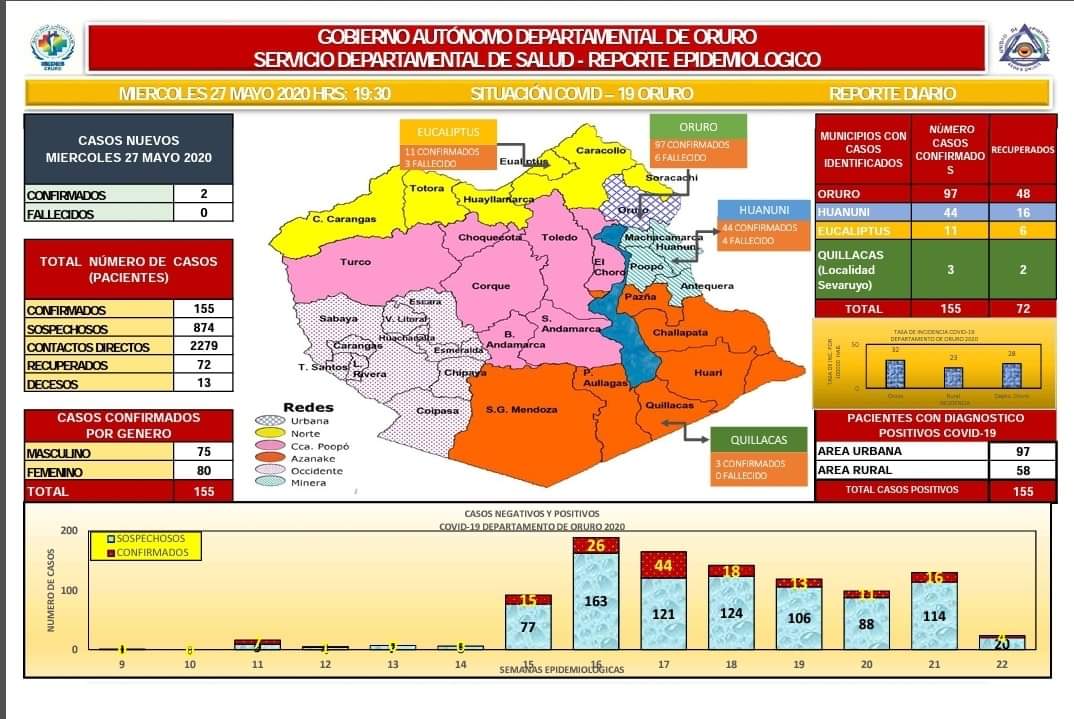 GOBIERNO AUTÓNOMO DEPARTAMENTAL DE ORURO
SERVICIO DEPARTAMENTAL DE SALUD - REPORTE EPIDEMIOLOGICO
MIERCOLES 27 MAYO 2020 HRS: 19:30 SITUACIÓN COVID – 19 ORURO REPORTE DIARIO
CASOS NUEVOS
MIERCOLES 27 MAYO 2020
CONFIRMADOS 2
FALLECIDOS 0
TOTAL NÚMERO DE CASOS
(PACIENTES)
CONFIRMADOS 155
SOSPECHOSOS 874
CONTACTOS DIRECTOS 2279
RECUPERADOS 72
DECESOS 13
CASOS CONFIRMADOS
POR GENERO
MASCULINO 75
FEMENINO 80
TOTAL 155
EUCALIPTUS
11 CONFIRMADOS
3 FALLECIDO
ORURO
97 CONFIRMADOS
6 FALLECIDO
HUANUNI
44 CONFIRMADOS
4 FALLECIDO
QUILLACAS
3 CONFIRMADOS
0 FALLECIDO
Caracollo
Eualiptus
Soracachi
Totora
Huayllamarca
Oruro
C. Carangas
Choquecota
Toledo
Machacamarca
Huanuni
Turco
El
Choro
Poopó
Corque
Antequera
Pazña
Escara
Sabaya
V. Litoral
S.
Andamarca
Challapata
Huachacalla
B.
Andamarca
Carangas
Esmeralda
T. Santos
L.
Rivera
Chipaya
P.
Aullagas
Huari
Coipasa
S.G. Mendoza
Quillacas
Redes
Urbana
Norte
Cca. Poopó
Azanake
Occidente
Minera
MUNICIPIOS CON
CASOS
IDENTIFICADOS
NÚMERO
CASOS
CONFIRMADO
S
RECUPERADOS
ORURO 97 48
HUANUNI 44 16
EUCALIPTUS 11 6
QUILLACAS
(Localidad
Sevaruyo)
3 2
TOTAL 155 72
TASA DE INCIDENCIA COVID-19
DEPARTAMENTO DE ORURO 2020
50
0
32
23
28
Oruro
Rural
Depto. Oruro
INCIDENCIA
PACIENTES CON DIAGNOSTICO
POSITIVOS COVID-19
AREA URBANA 97
AREA RURAL 58
TOTAL CASOS POSITIVOS 155
CASOS NEGATIVOS Y POSITIVOS
COVID-19 DEPARTAMENTO DE ORURO 2020
NUMERO DE CASOS
200
100
0
SOSPECHOSOS
CONFIRMADOS
15 26 44 18 13 11 16 4
77 163 121 124 106 88 114 20
9 10 11 12 13 14 15 16 17 18 19 20 21 22
SEMANAS EPIDEMIOLOGICAS